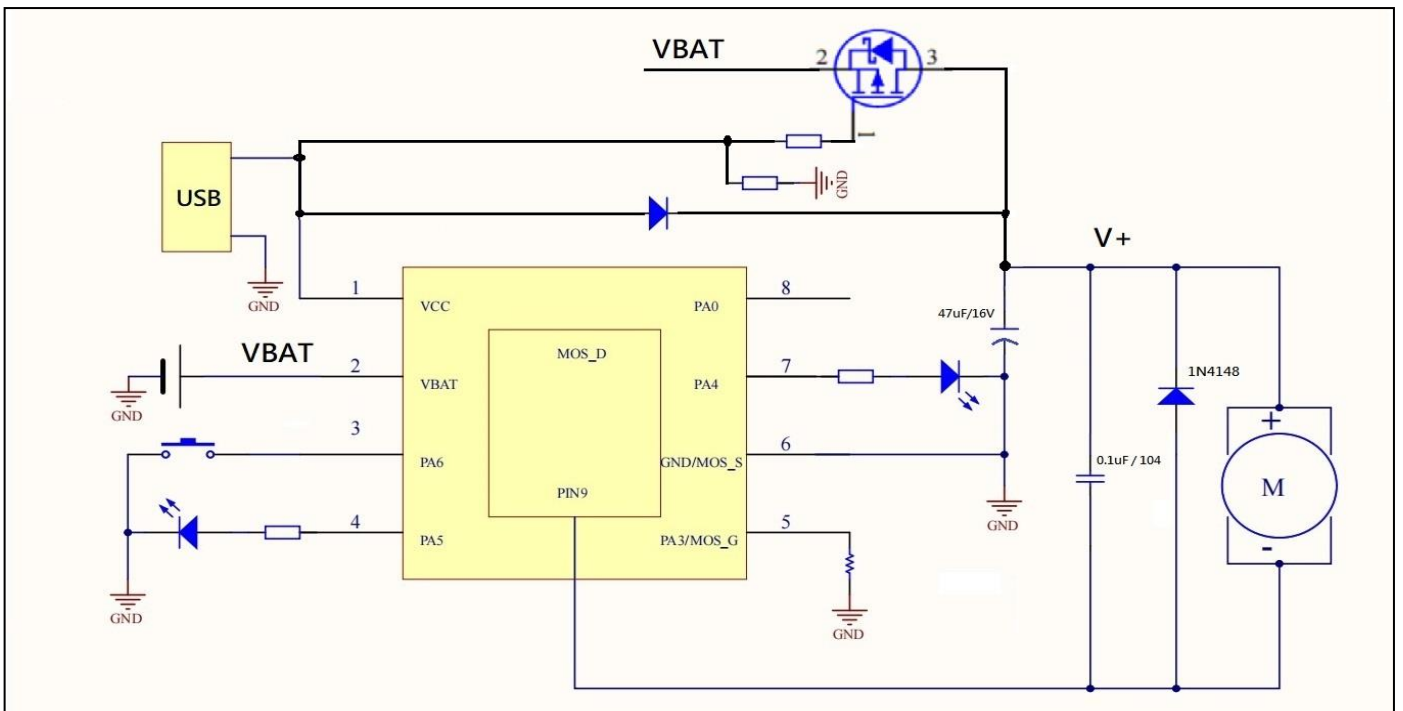 VBAT
2
3
1
USB
GND
GND
V+
1
VCC
8
PA0
MOS_D
47uF/16V
VBAT
2
VBAT
7
PA4
1N4148
GND
3
PA6
6
GND/MOS_S
0.1uF / 104
+
M
-
PIN9
GND
4
PA5
5
PA3/MOS_G
GND
GND